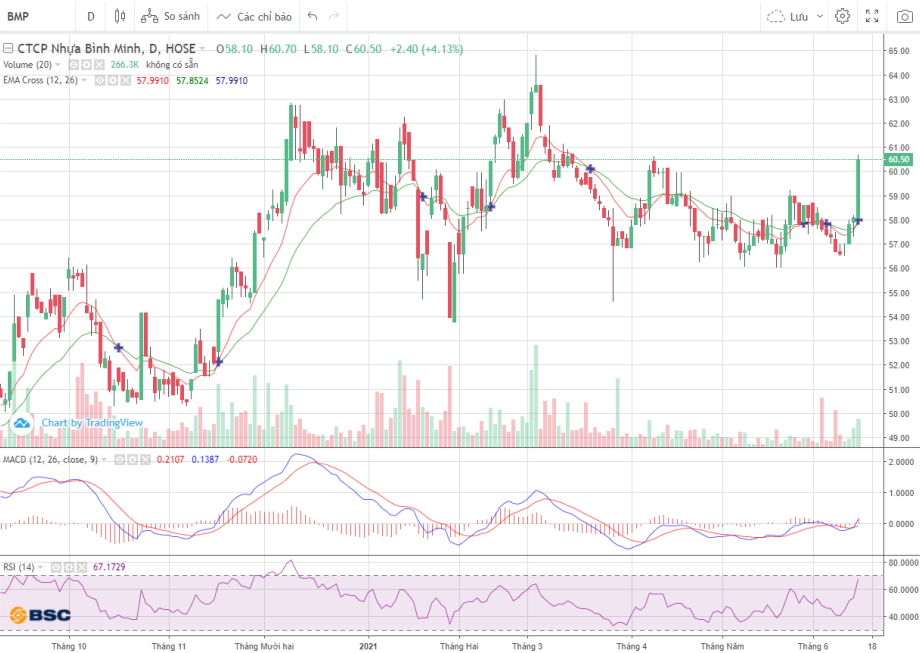 BMP D So sánh Các chỉ báo Lưu
CTCP Nhựa Bình Minh, D, HOSE O58.10 H60.70 L58.10 C60.50 +2.40 (+4.13%)
Volume (20) 266.3K không có sẵn
EMA Cross (12, 26) 57.9910 57.8524 57.9910
65.00
64.00
63.00
62.00
61.00
60.50
60.00
59.00
58.00
57.00
56.00
55.00
54.00
53.00
52.00
51.00
50.00
49.00
Chart by TradingView
MACD (12, 26, close, 9) 0.2107 0.1387 -0.0720
2.0000
1.0000
0.0000
RSI (14) 67.1729
80.0000
60.0000
40.0000
BSC
Tháng 10 Tháng 11 Tháng Mười hai 2021 Tháng Hai Tháng 3 Tháng 4 Tháng Năm Tháng 6 18